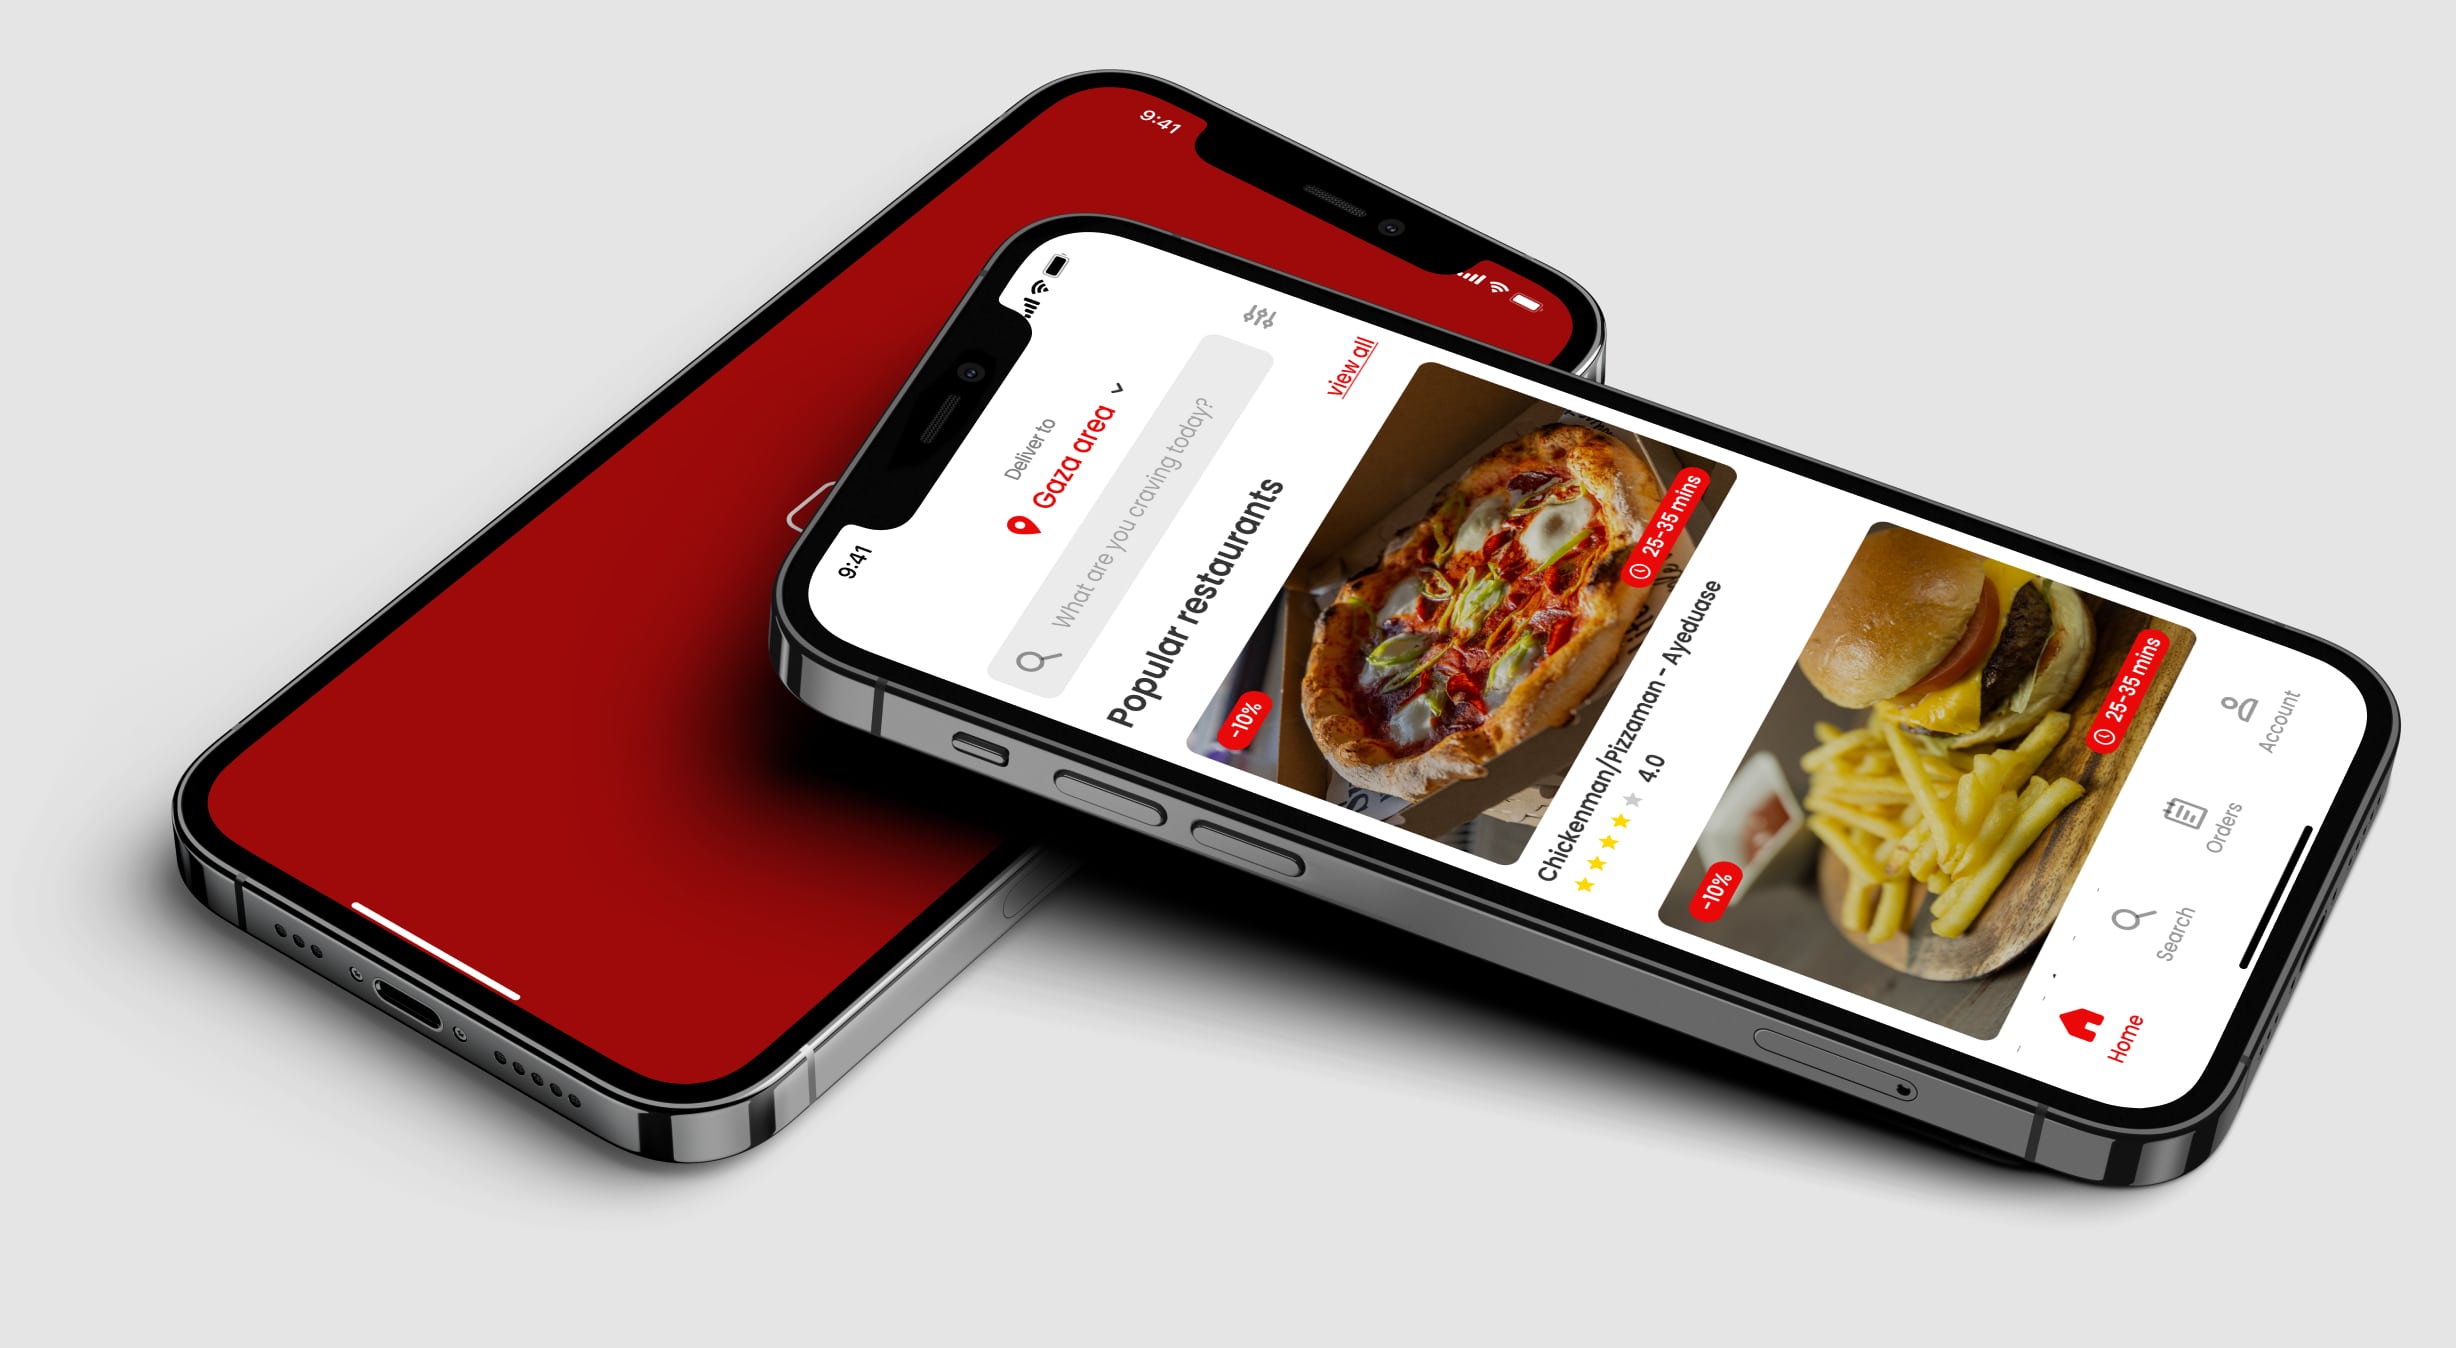 9:41
9:41
Deliver to
Gaza area
What are you craving today?
Popular restaurants
view all
-10%
25-35 mins
Chickenman/Pizzaman - Ayeduase
4.0
-10%
25-35 mins
Home
Search
Orders
Account